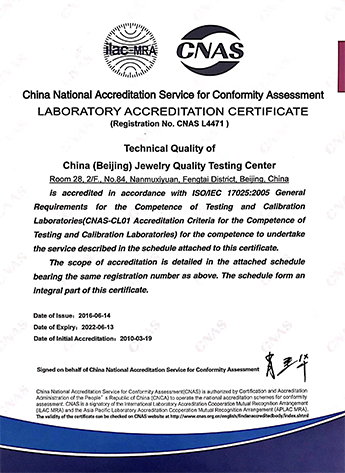 ilac-MRA
CNAS
China National Accreditation Service for Conformity Assessment
LABORATORY ACCREDITATION CERTIFICATE
(Registration No. CNAS L4471 )
Technical Quality of
China (Beijing) Jewelry Quality Testing Center
Room 28, 2/F., No.84, Nanmuxiyuan, Fengtai District, Beijing, China
is accredited in accordance with ISO/IEC 17025:2005 General
Requirements for the Competence of Testing and Calibration
Laboratories(CNAS-CL01 Accreditation Criteria for the Competence of
Testing and Calibration Laboratories) for the competence to undertake
the service described in the schedule attached to this certificate.
The scope of accreditation is detailed in the attached schedule
bearing the same registration number as above. The schedule form an
integral part of this certificate.
Date of Issue: 2016-06-14
Date of Expiry: 2022-06-13
Date of Initial Accreditation: 2010-03-19
Signed on behalf of China National Accreditation Service for Conformity Assessment
China National Accreditation Service for Conformity Assessment(CNAS) is authorized by Certification and Accreditation
Administration of the People's Republic of China (CNCA) to operate the national accreditation schemes for conformity
assessment. CNAS is a signatory of the International Laboratory Accreditation Cooperation Mutual Recognition Arrangement
(ILAC MRA) and the Asia Pacific Laboratory Accreditation Cooperation Mutual Recognition Arrangement (APLAC MRA).
The validity of the certificate can be checked on CNAS website at http://www.cnas.org.cn/english/findanaccreditedbody/index.shtml